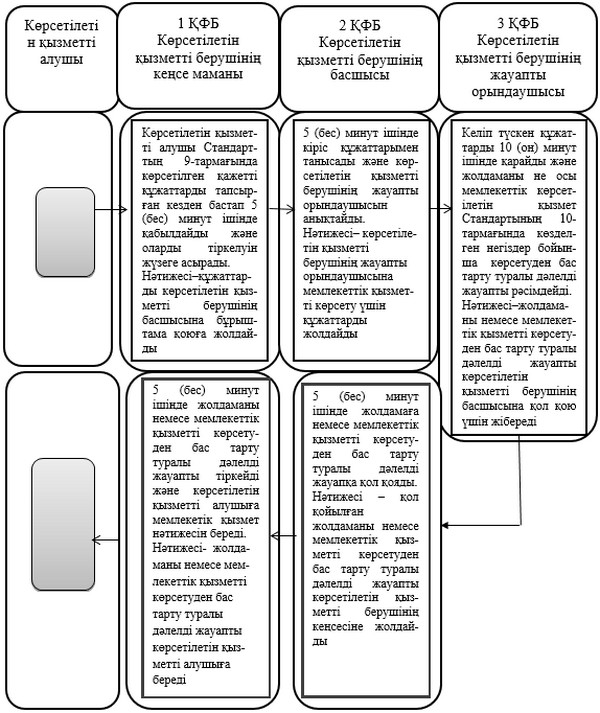 Көрсетілеті
н қызметті
алушы
1 ҚФБ
Көрсетілетін
қызметті берушінің
кеңсе маманы
2 ҚФБ
Көрсетілетін
қызметті берушінің
басшысы
3 ҚФБ
Көрсетілетін
қызметті берушінің
жауапты
орындаушысы
Көрсетілетін қызмет-
ті алушы Стандарт-
тың 9-тармағында
көрсетілген қажетті
құжаттарды тапсыр-
ған кезден бастап 5
(бес) минут ішінде
қабылдайды және
оларды тіркелуін
жүзеге асырады.
Нәтижесі–құжаттар-
ды көрсетілетін қыз-
метті берушінің
басшысына бұрыш-
тама қоюға жолдай-
ды
5 (бес) минут ішінде
кіріс құжаттарымен
танысады және көр-
сетілетін қызметті
берушінің жауапты
орындаушысын
анықтайды.
Нәтижесі– көрсетіле-
тін қызметті
берушінің жауапты
орындаушысына
мемлекеттік қызмет-
ті көрсету үшін
құжаттарды
жолдайды
Келіп түскен құжат-
тарды 10 (он) минут
ішінде қарайды және
жолдаманы не осы
мемлекеттік көрсет-
ілетін қызмет
Стандартының 10-
тармағында көздел-
ген негіздер бойын-
ша көрсетуден бас
тарту туралы дәлелді
жауапты рәсімдейді.
Нәтижесі–жолдама-
ны немесе мемлекет-
тік қызметті көрсету-
ден бас тарту туралы
дәлелді жауапты
көрсетілетін
қызметті берушінің
басшысына қол қою
үшін жібереді
5 (бес) минут
ішінде жолдаманы
немесе мемлекеттік
қызметті көрсету-
ден бас тарту
туралы дәлелді
жауапты тіркейді
және көрсетілетін
қызметті алушыға
мемлекетік қызмет
нәтижесін береді.
Нәтижесі- жолда-
маны немесе мем-
лекеттік қызметті
көрсетуден бас
тарту туралы
дәлелді жауапты
көрсетілетін қыз-
метті алушыға
береді
5 (бес) минут
ішінде жолдамаға
немесе мемлекеттік
қызметті көрсету-
ден бас тарту
туралы дәлелді
жауапқа қол қояды.
Нәтижесі – қол
қойылған
жолдаманы немесе
мемлекеттік қыз-
метті көрсетуден
бас тарту туралы
дәлелді жауапты
көрсетілетін қыз-
метті берушінің
кеңсесіне жолдай-
ды